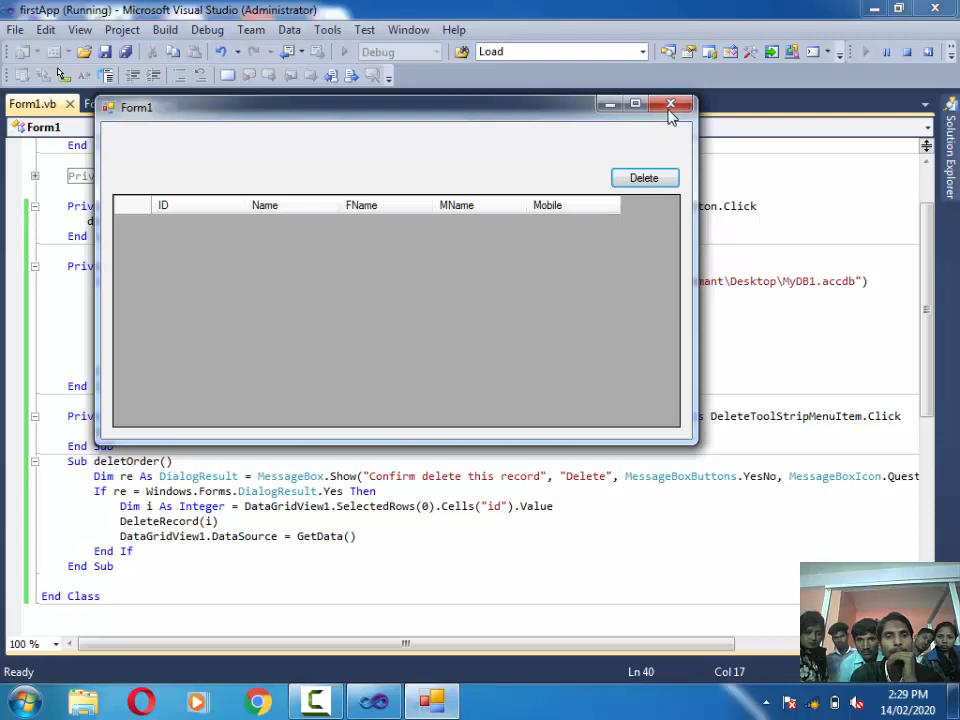 firstApp (Running) - Microsoft Visual Studio (Administrator)
File Edit View Project Build Debug Team Data Tools Test Window Help
Debug Load
Form1.vb
Form1
Form1
Delete
ID Name FName MName Mobile
Solution Explorer
End
Priv
Priv ton.Click
d
End
Priv
mant\Desktop\MyDB1.accdb")
End
Priv s DeleteToolStripMenuItem.Click
End Sub
Sub deletOrder()
Dim re As DialogResult = MessageBox.Show("Confirm delete this record", "Delete", MessageBoxButtons.YesNo, MessageBoxIcon.Quest
If re = Windows.Forms.DialogResult.Yes Then
Dim i As Integer = DataGridView1.SelectedRows(0).Cells("id").Value
DeleteRecord(i)
DataGridView1.DataSource = GetData()
End If
End Sub
End Class
100 %
Ready Ln 40 Col 17
2:29 PM
14/02/2020